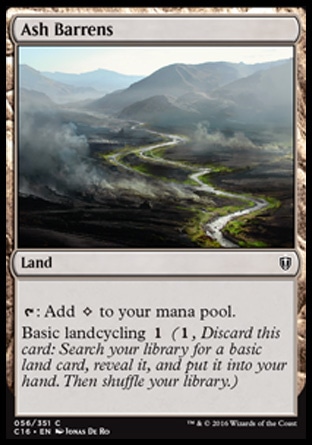 Ash Barrens
Land
: Add to your mana pool.
Basic landcycling 1 (1, Discard this
card: Search your library for a basic
land card, reveal it, and put it into your
hand. Then shuffle your library.)
056/351 C
C16 • EN Jonas De Ro
™ & © 2016 Wizards of the Coast